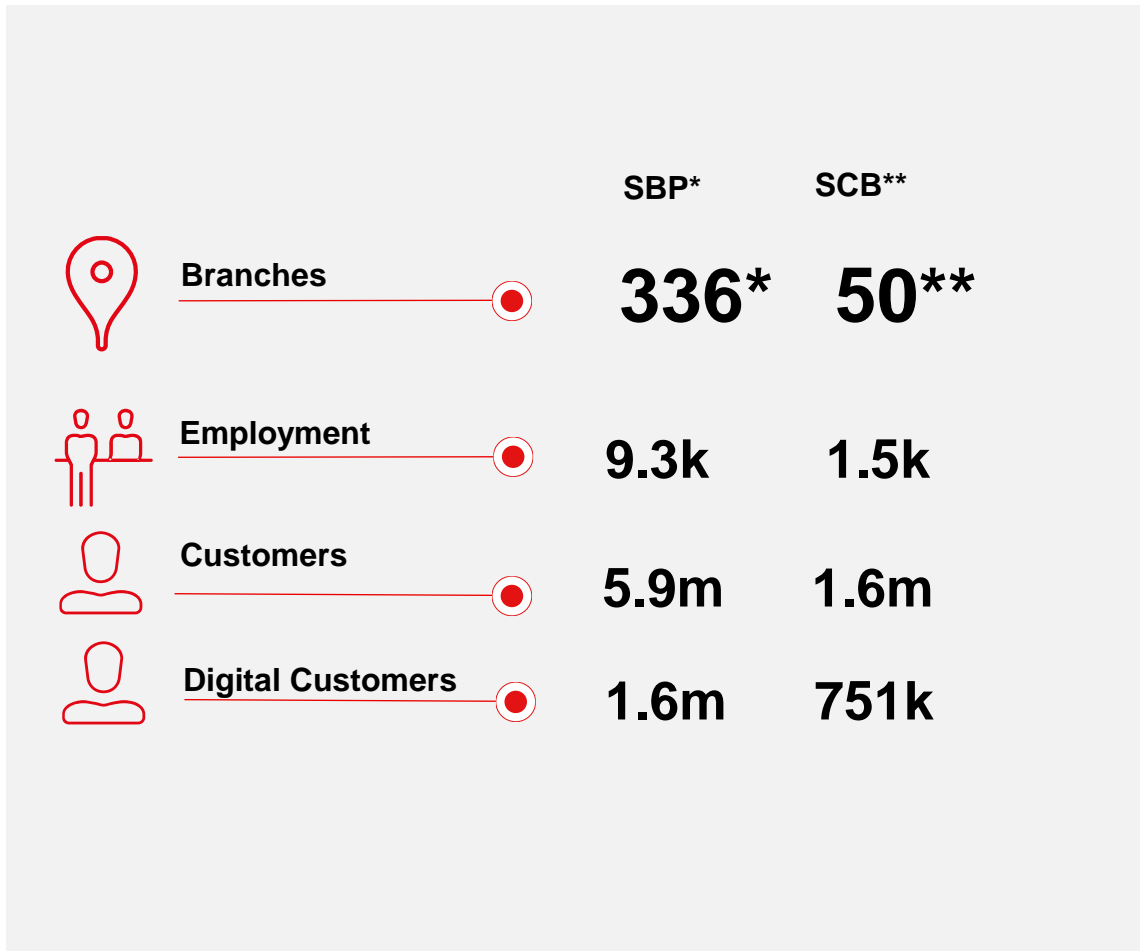 SBP* SCB**
Branches 336* 50**
Employment 9.3k 1.5k
Customers 5.9m 1.6m
Digital Customers 1.6m 751k